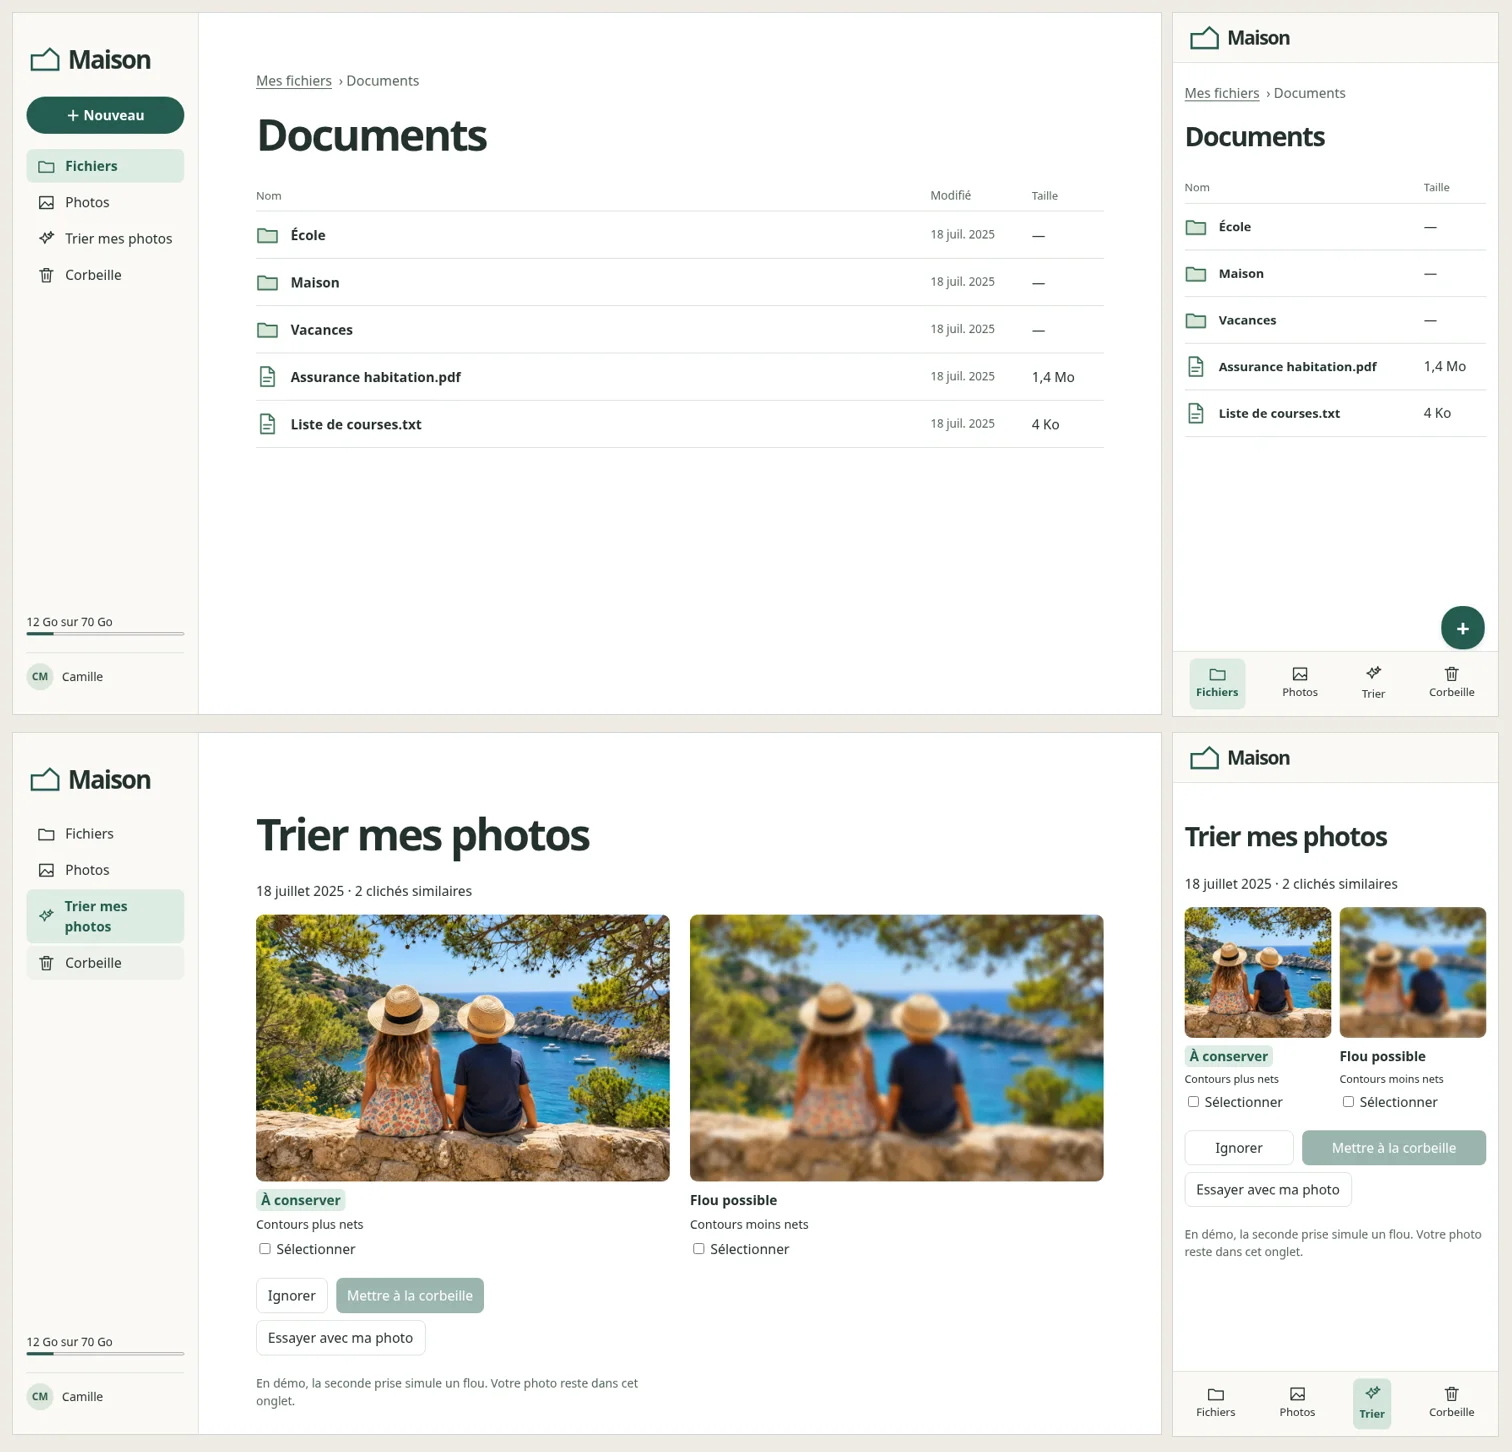 Maison
+ Nouveau
Fichiers
Photos
Trier mes photos
Corbeille
12 Go sur 70 Go
CM Camille
Mes fichiers › Documents
Documents
Nom Modifié Taille
École 18 juil. 2025 —
Maison 18 juil. 2025 —
Vacances 18 juil. 2025 —
Assurance habitation.pdf 18 juil. 2025 1,4 Mo
Liste de courses.txt 18 juil. 2025 4 Ko
Maison
Mes fichiers › Documents
Documents
Nom Taille
École —
Maison —
Vacances —
Assurance habitation.pdf 1,4 Mo
Liste de courses.txt 4 Ko
+
Fichiers Photos Trier Corbeille
Maison
Fichiers
Photos
Trier mes
photos
Corbeille
12 Go sur 70 Go
CM Camille
Trier mes photos
18 juillet 2025 · 2 clichés similaires
À conserver
Contours plus nets
Sélectionner
Flou possible
Contours moins nets
Sélectionner
Ignorer Mettre à la corbeille
Essayer avec ma photo
En démo, la seconde prise simule un flou. Votre photo reste dans cet
onglet.
Maison
Trier mes photos
18 juillet 2025 · 2 clichés similaires
À conserver
Contours plus nets
Sélectionner
Flou possible
Contours moins nets
Sélectionner
Ignorer Mettre à la corbeille
Essayer avec ma photo
En démo, la seconde prise simule un flou. Votre photo
reste dans cet onglet.
Fichiers Photos Trier Corbeille